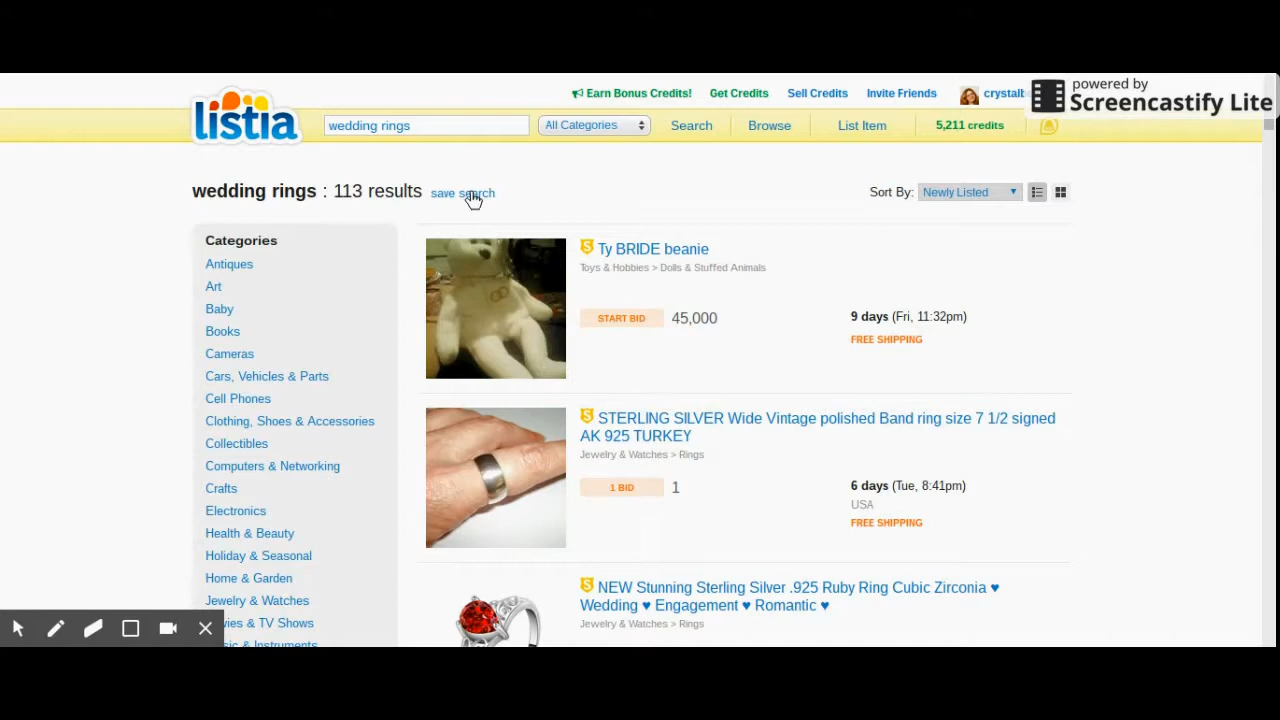 powered by
Screencastify Lite
Earn Bonus Credits! Get Credits Sell Credits Invite Friends crystalt
listia
wedding rings All Categories Search Browse List Item 5,211 credits
wedding rings : 113 results save search
Sort By: Newly Listed
Categories
Antiques
Art
Baby
Books
Cameras
Cars, Vehicles & Parts
Cell Phones
Clothing, Shoes & Accessories
Collectibles
Computers & Networking
Crafts
Electronics
Health & Beauty
Holiday & Seasonal
Home & Garden
Jewelry & Watches
vies & TV Shows
sic & Instruments
Ty BRIDE beanie
Toys & Hobbies > Dolls & Stuffed Animals
START BID 45,000
9 days (Fri, 11:32pm)
FREE SHIPPING
STERLING SILVER Wide Vintage polished Band ring size 7 1/2 signed
AK 925 TURKEY
Jewelry & Watches > Rings
1 BID 1
6 days (Tue, 8:41pm)
USA
FREE SHIPPING
NEW Stunning Sterling Silver .925 Ruby Ring Cubic Zirconia ♥
Wedding ♥ Engagement ♥ Romantic ♥
Jewelry & Watches > Rings